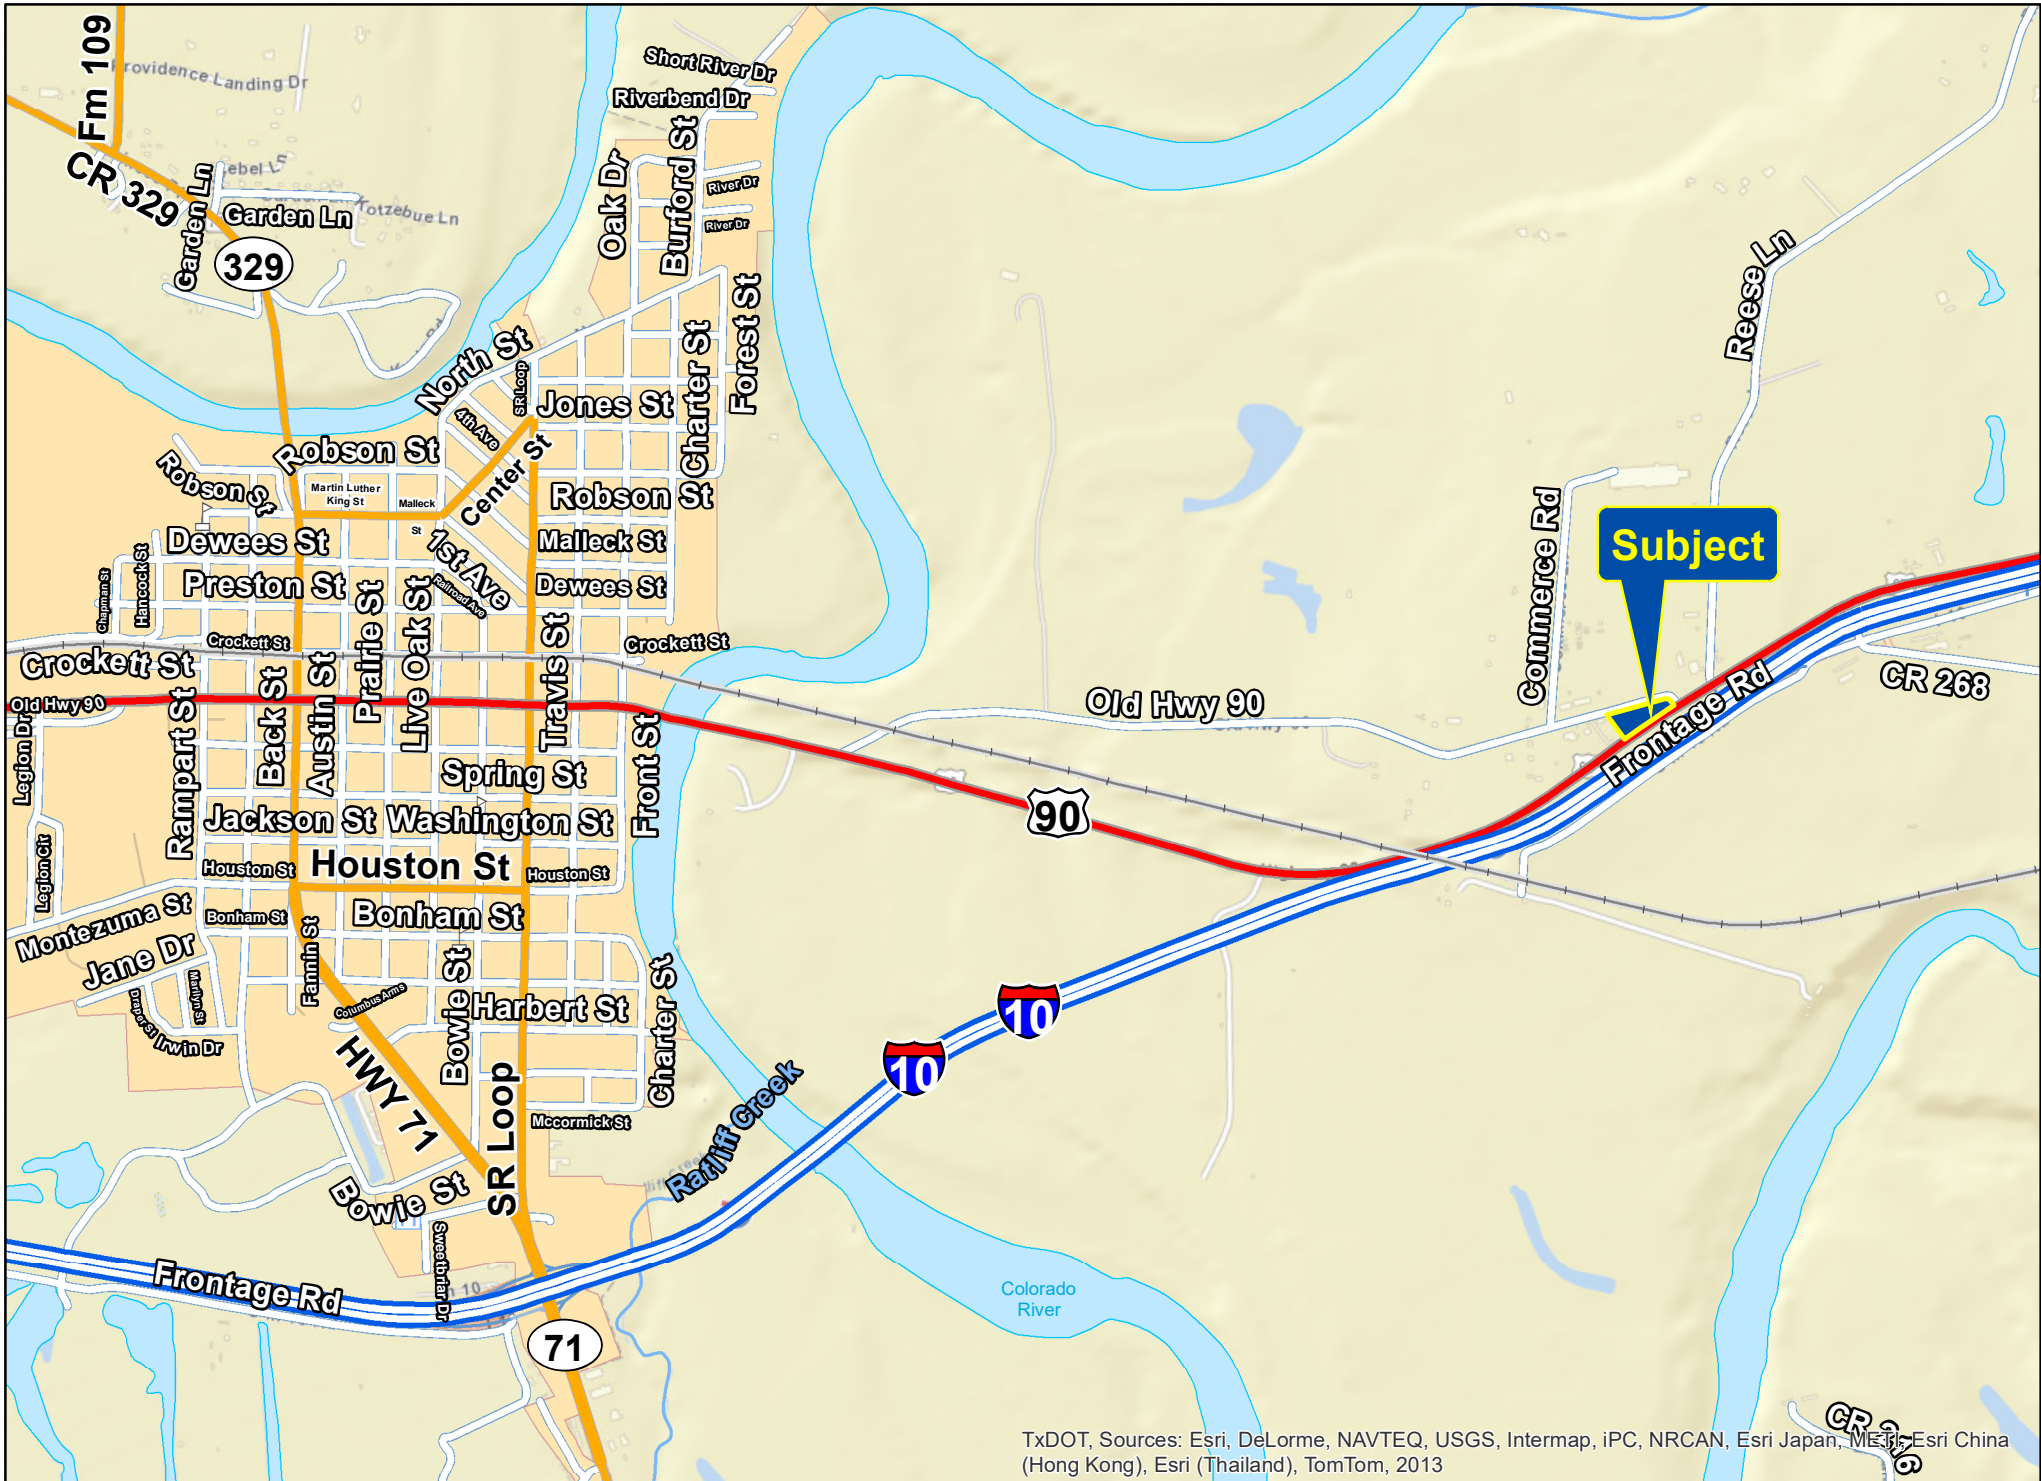 Fm 109
Providence Landing Dr
Short River Dr
Riverbend Dr
CR 329
Garden Ln
Garden Ln
Kotzebue Ln
329
Oak Dr
Burford St
River Dr
River Dr
Reese Ln
Forest St
North St
SR Loop
Jones St
Charter St
4th Ave
Center St
Robson St
Robson St
Martin Luther
King St
Malleck
St
Robson St
Commerce Rd
Subject
Dewees St
1st Ave
Malleck St
Preston St
Railroad Ave
Dewees St
Chapman St
Hancock St
Crockett St
Crockett St
Crockett St
Prairie St
Live Oak St
Travis St
Old Hwy 90
Old Hwy 90
CR 268
Frontage Rd
Legion Dr
Rampart St
Back St
Austin St
Front St
Spring St
Jackson St
Washington St
90
Houston St
Houston St
Houston St
Legion Cir
Montezuma St
Bonham St
Bonham St
Jane Dr
Fannin St
Draper St
Marilyn St
Irwin Dr
Columbus Arms
Bowie St
Harbert St
Charter St
10
10
HWY 71
SR Loop
Mccormick St
Ratliff Creek
Bowie St
Sweetbriar Dr
Frontage Rd
Colorado
River
71
CR
TxDOT, Sources: Esri, DeLorme, NAVTEQ, USGS, Intermap, iPC, NRCAN, Esri Japan, METI, Esri China
(Hong Kong), Esri (Thailand), TomTom, 2013